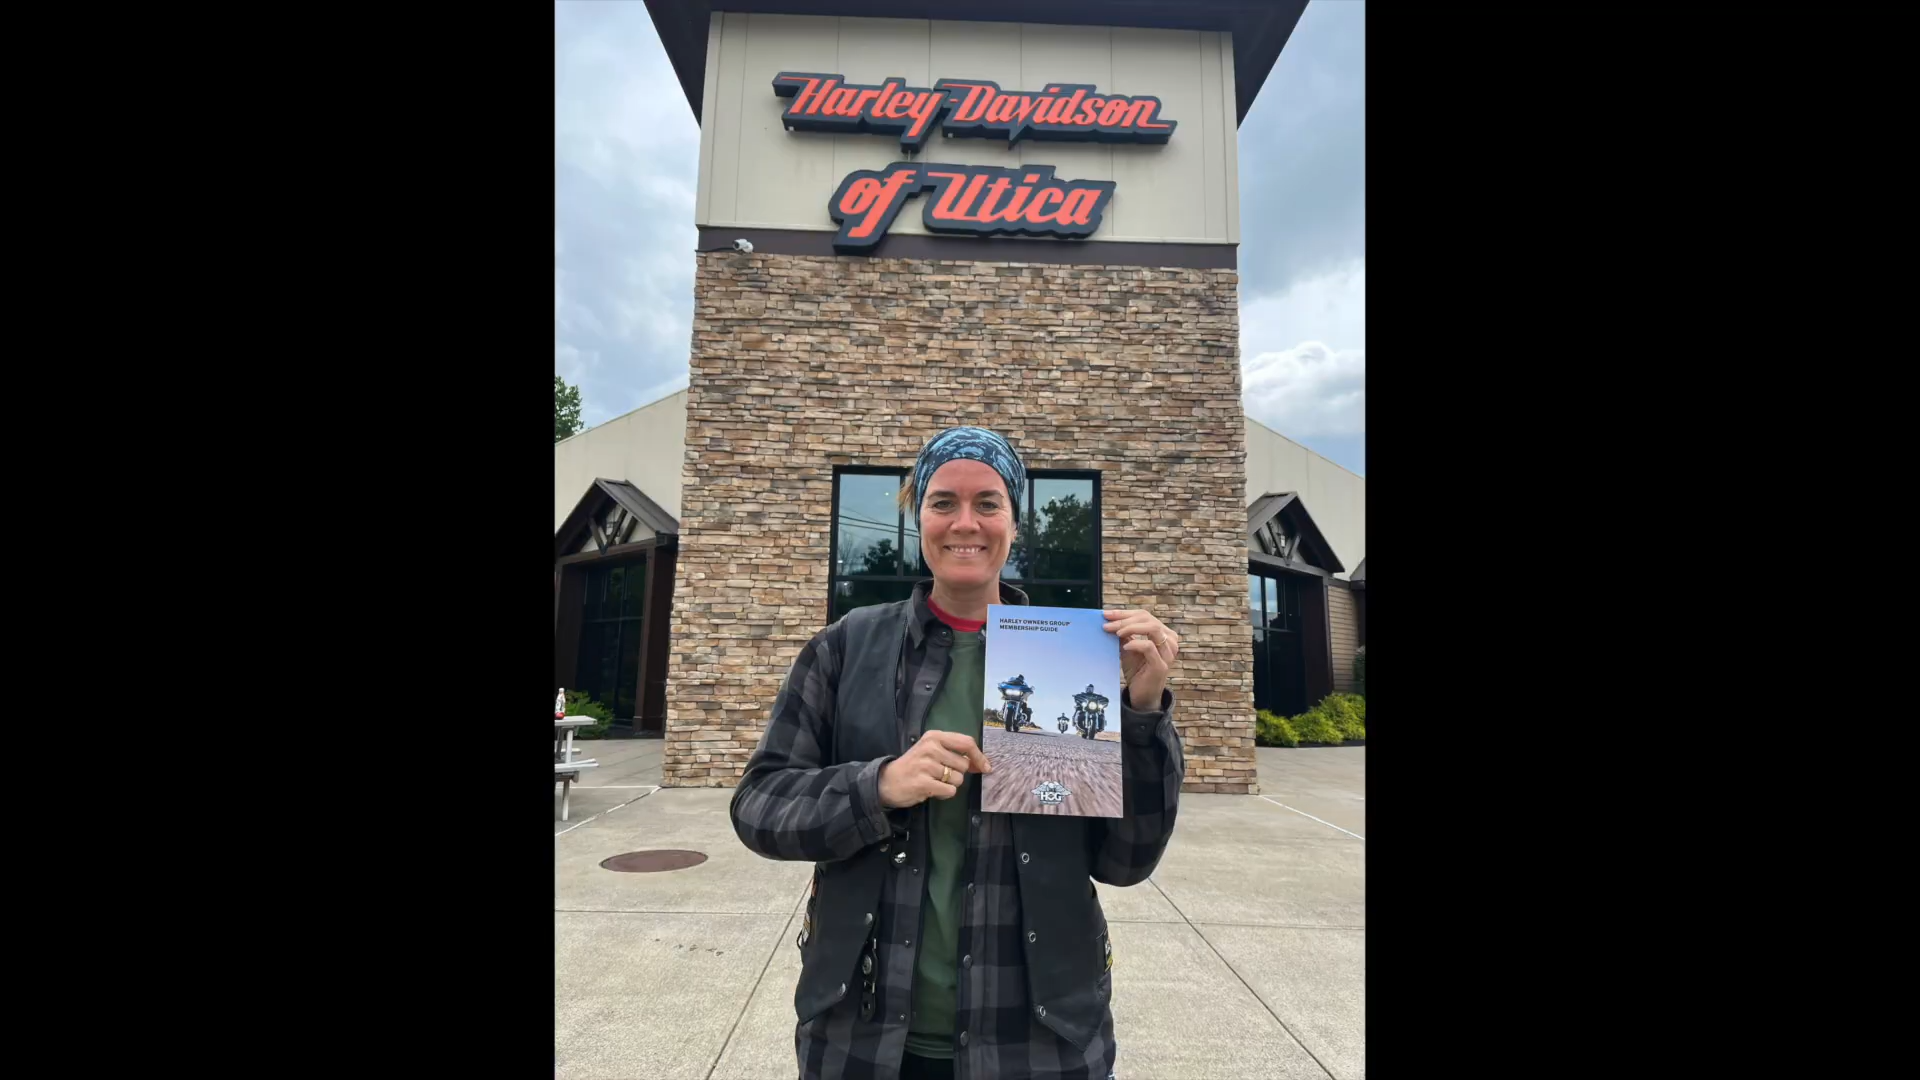 Harley-Davidson
of Utica
HARLEY OWNERS GROUP
MEMBERSHIP GUIDE
HOG